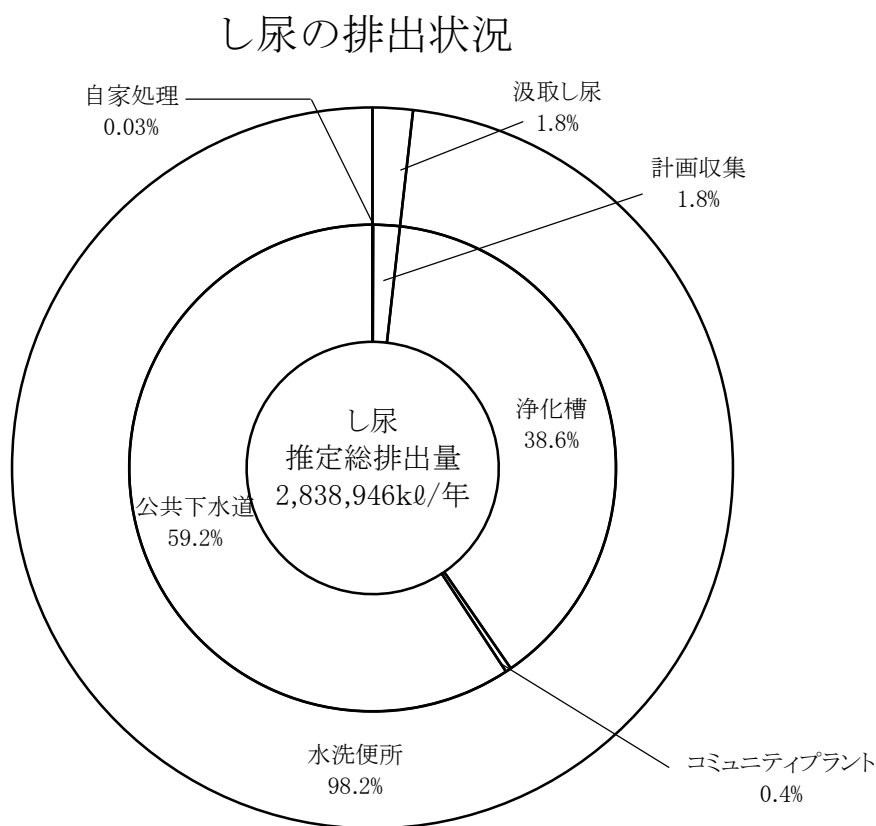 し尿の排出状況
自家処理
0.03%
汲取し尿
1.8%
計画収集
1.8%
浄化槽
38.6%
し尿
推定総排出量
2,838,946kℓ/年
公共下水道
59.2%
水洗便所
98.2%
コミュニティプラント
0.4%